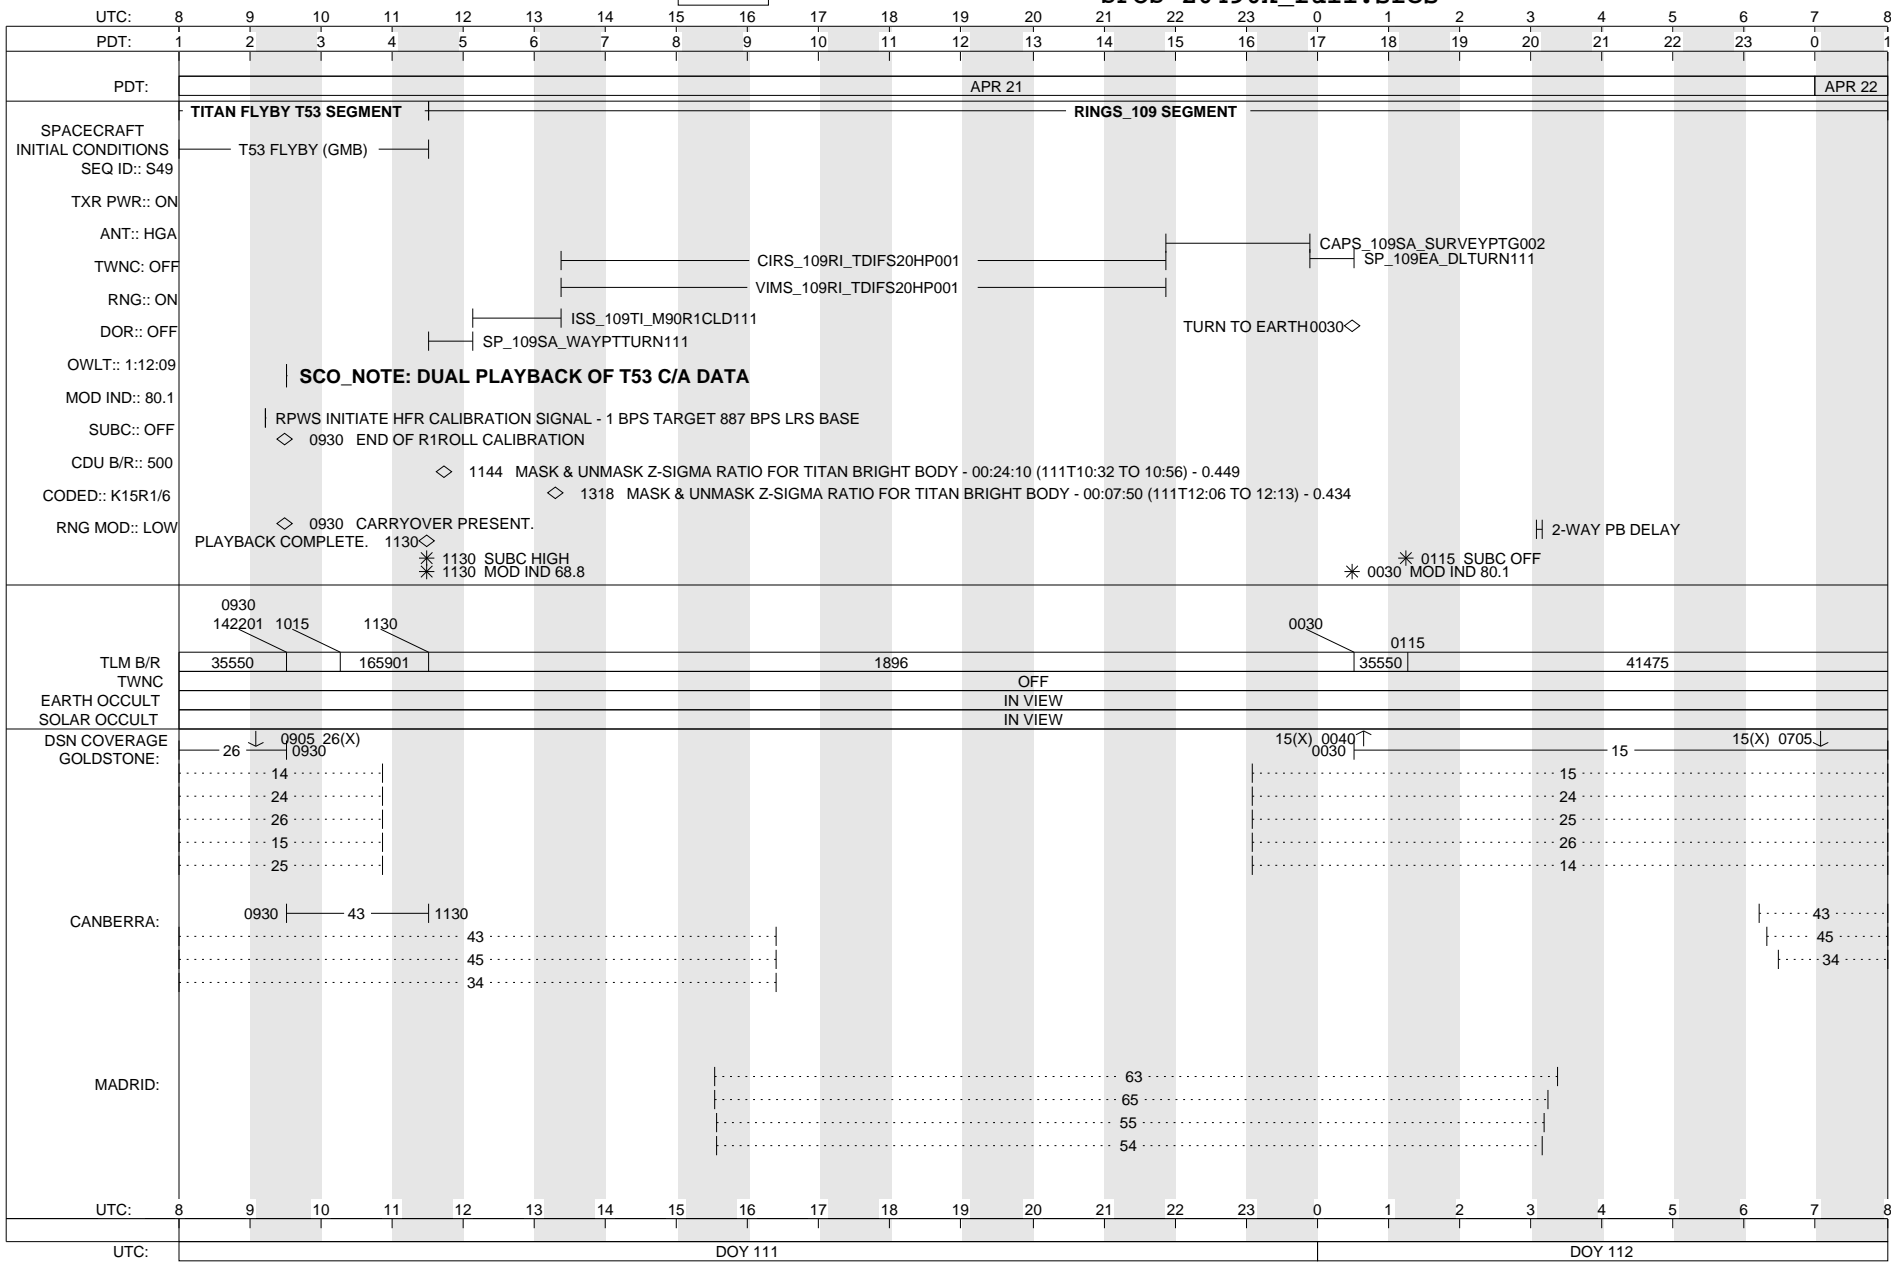 UTC: 8 9 10 11 12 13 14 15 16 17 18 19 20 21 22 23 0 1 2 3 4 5 6 7 8
PDT: 1 2 3 4 5 6 7 8 9 10 11 12 13 14 15 16 17 18 19 20 21 22 23 0 1
PDT: APR 21 APR 22
TITAN FLYBY T53 SEGMENT RINGS_109 SEGMENT
SPACECRAFT
INITIAL CONDITIONS T53 FLYBY (GMB)
SEQ ID:: S49
TXR PWR:: ON
ANT:: HGA
CAPS_109SA_SURVEYPTG002
TWNC: OFF CIRS_109RI_TDIFS20HP001 SP_109EA_DLTURN111
VIMS_109RI_TDIFS20HP001
RNG:: ON
ISS_109TI_M90R1CLD111
DOR:: OFF TURN TO EARTH 0030
SP_109SA_WAYPTTURN111
OWLT:: 1:12:09
SCO_NOTE: DUAL PLAYBACK OF T53 C/A DATA
MOD IND:: 80.1
RPWS INITIATE HFR CALIBRATION SIGNAL - 1 BPS TARGET 887 BPS LRS BASE
SUBC:: OFF
0930 END OF R1ROLL CALIBRATION
CDU B/R:: 500
1144 MASK & UNMASK Z-SIGMA RATIO FOR TITAN BRIGHT BODY - 00:24:10 (111T10:32 TO 10:56) - 0.449
CODED:: K15R1/6 1318 MASK & UNMASK Z-SIGMA RATIO FOR TITAN BRIGHT BODY - 00:07:50 (111T12:06 TO 12:13) - 0.434
RNG MOD:: LOW 0930 CARRYOVER PRESENT. 2-WAY PB DELAY
PLAYBACK COMPLETE. 1130
1130 SUBC HIGH 0115 SUBC OFF
1130 MOD IND 68.8 0030 MOD IND 80.1
0930
142201 1015 1130 0030
0115
TLM B/R 35550 165901 1896 35550 41475
TWNC OFF
EARTH OCCULT IN VIEW
SOLAR OCCULT IN VIEW
DSN COVERAGE 0905 26(X) 15(X) 0040 15(X) 0705
GOLDSTONE: 26 0930 0030 15
14 15
24 24
26 25
15 26
25 14
CANBERRA: 0930 43 1130 43
43 45
45 34
34
MADRID: 63
65
55
54
UTC: 8 9 10 11 12 13 14 15 16 17 18 19 20 21 22 23 0 1 2 3 4 5 6 7 8
UTC: DOY 111 DOY 112